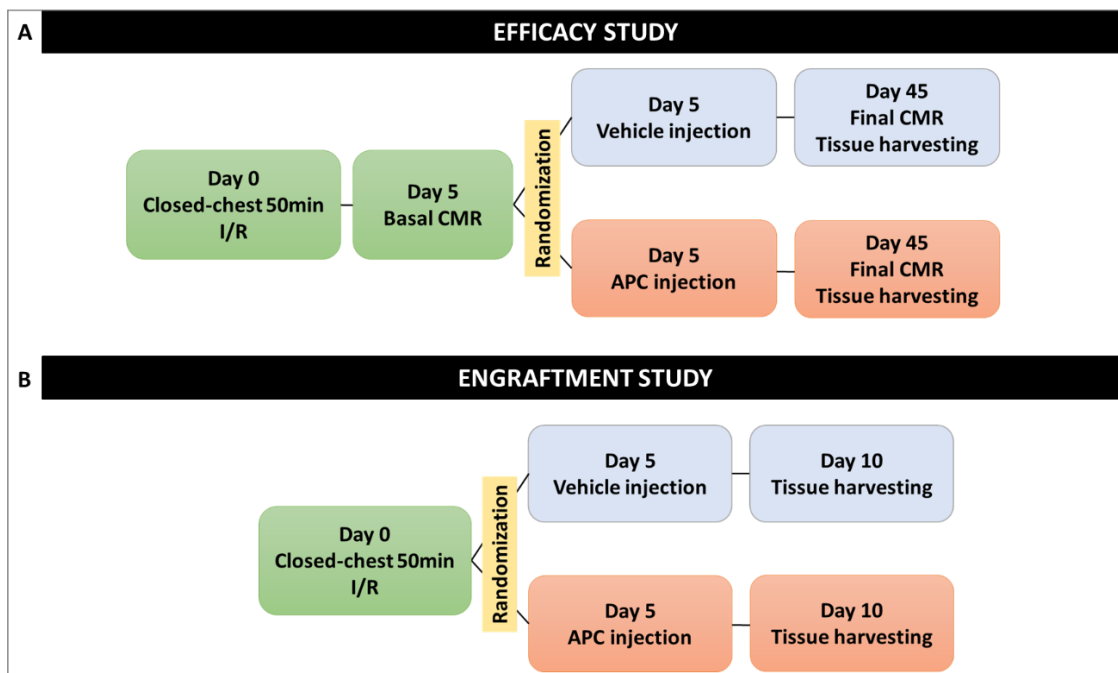 A
EFFICACY STUDY
Day 0
Closed-chest 50min
I/R
Day 5
Basal CMR
Randomization
Day 5
Vehicle injection
Day 45
Final CMR
Tissue harvesting
Day 5
APC injection
Day 45
Final CMR
Tissue harvesting
B
ENGRAFTMENT STUDY
Day 0
Closed-chest 50min
I/R
Randomization
Day 5
Vehicle injection
Day 10
Tissue harvesting
Day 5
APC injection
Day 10
Tissue harvesting